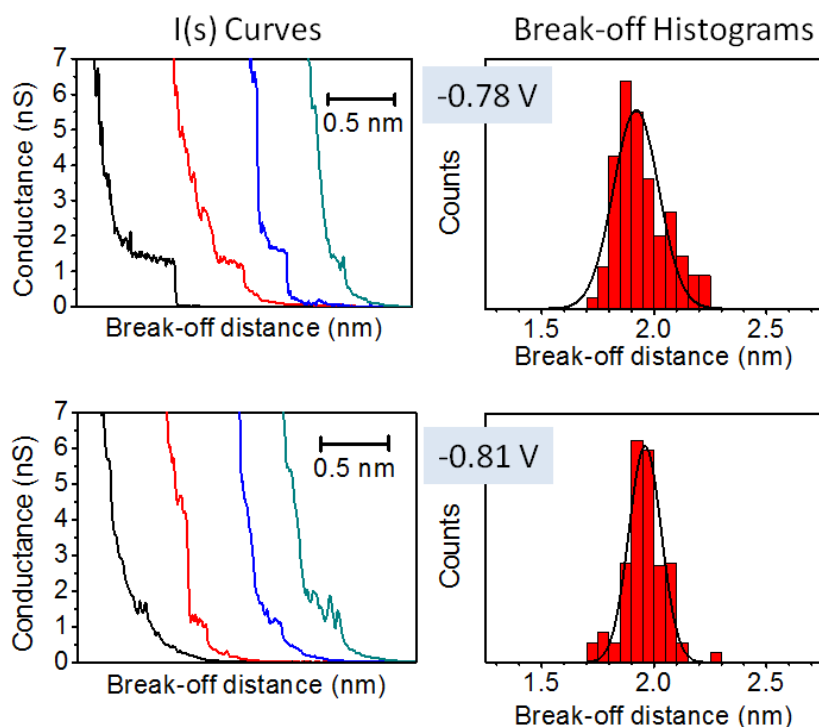 I(s) Curves
Break-off Histograms
Conductance (nS)
7
6
5
4
3
2
1
0
0.5 nm
Break-off distance (nm)
-0.78 V
Counts
1.5 2.0 2.5
Break-off distance (nm)
Conductance (nS)
7
6
5
4
3
2
1
0
0.5 nm
Break-off distance (nm)
-0.81 V
Counts
1.5 2.0 2.5
Break-off distance (nm)